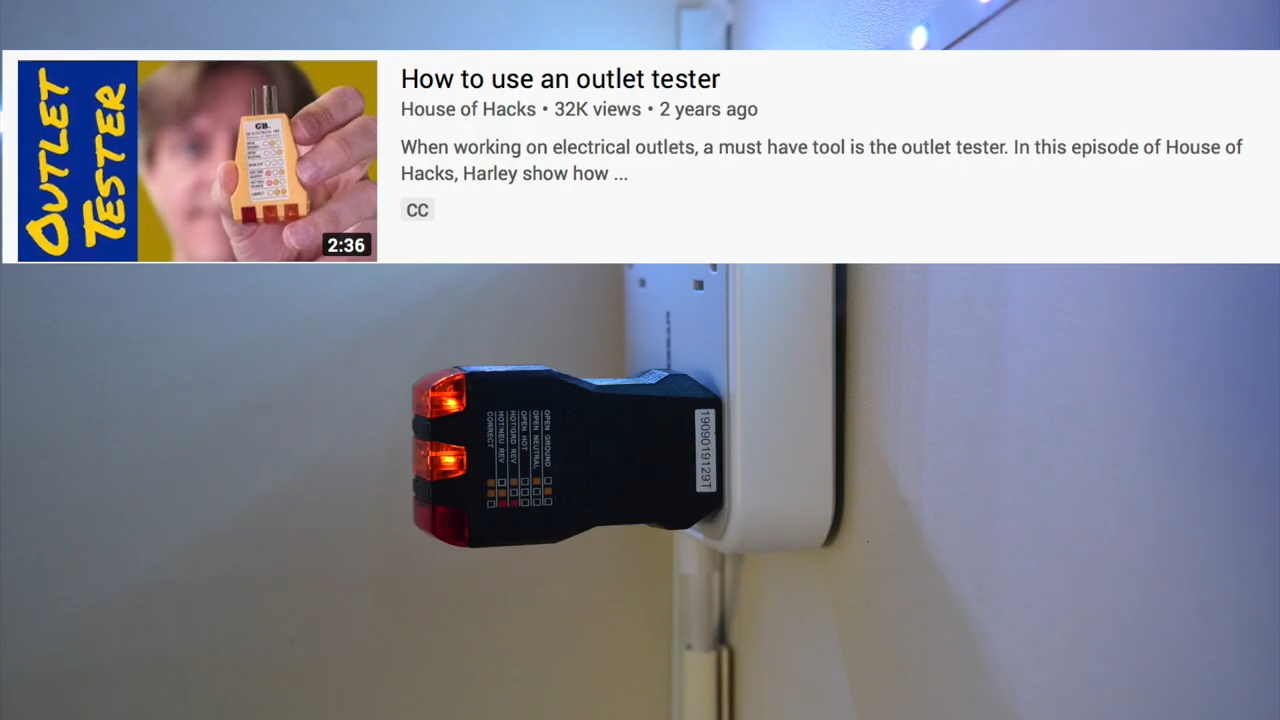 OUTLET
TESTER
GB.
2:36
How to use an outlet tester
House of Hacks • 32K views • 2 years ago
When working on electrical outlets, a must have tool is the outlet tester. In this episode of House of
Hacks, Harley show how ...
CC
OPEN GROUND
OPEN NEUTRAL
OPEN HOT
HOT/GRD REV
HOT/NEU REV
CORRECT
1909019129T